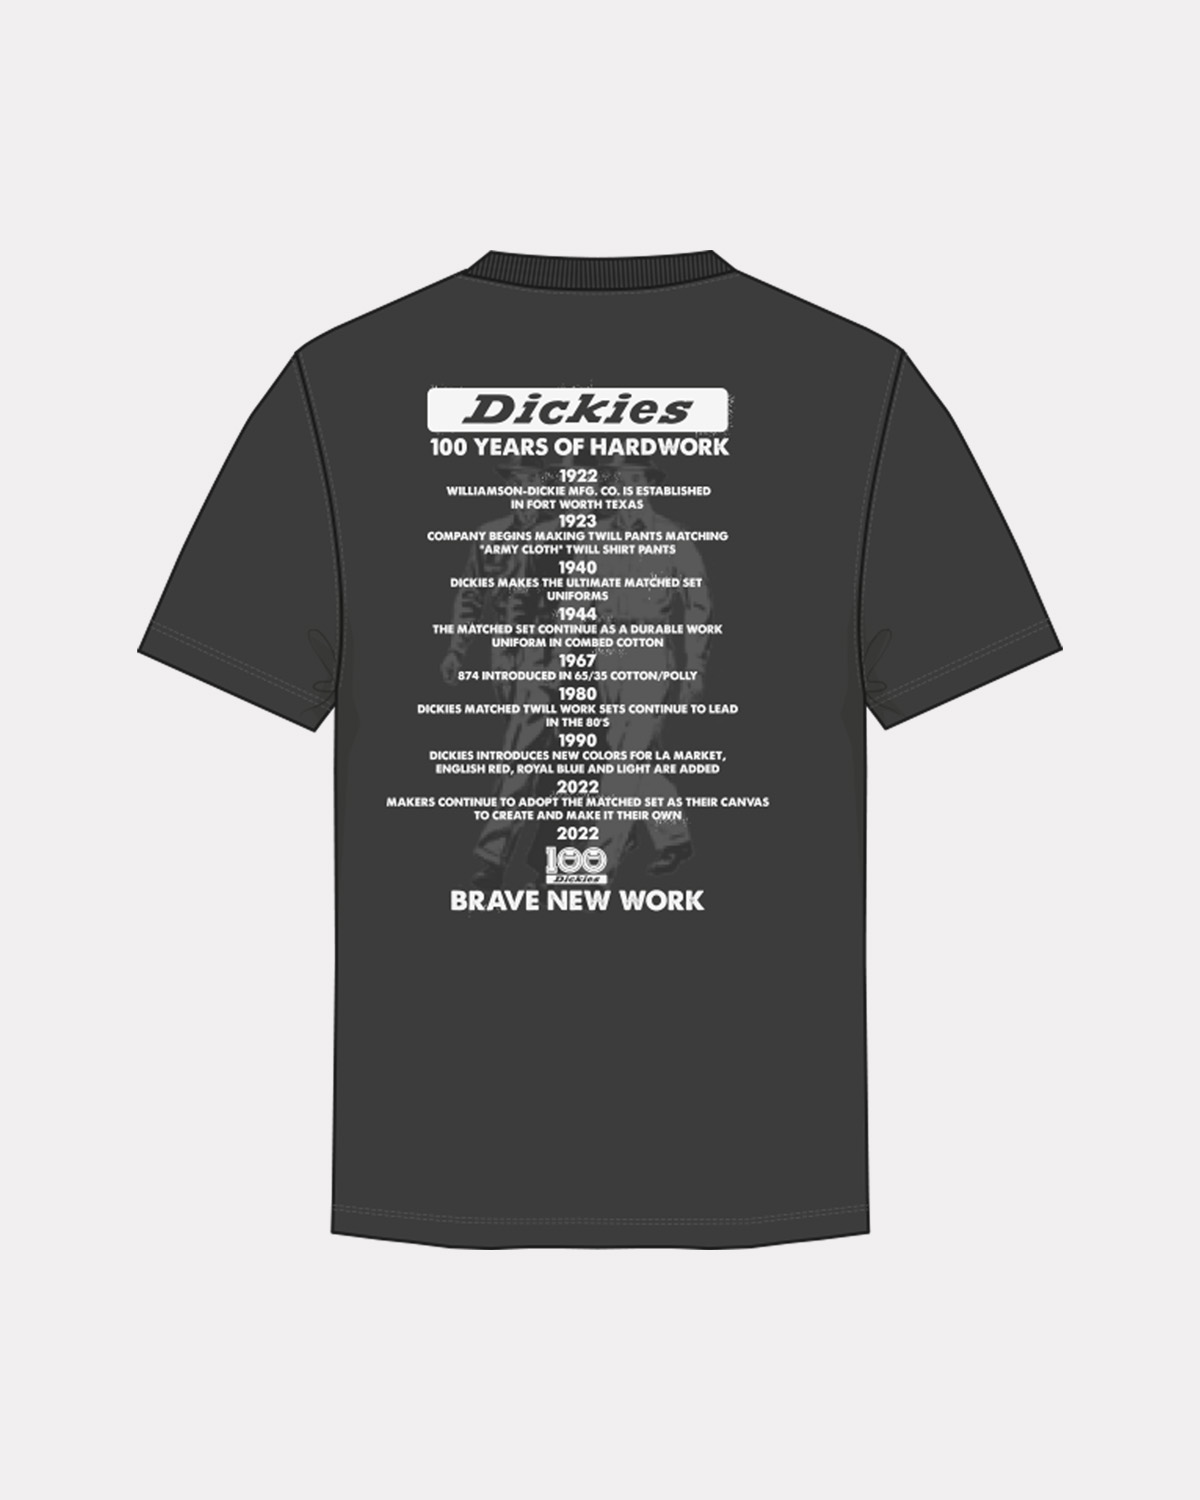 Dickies
100 YEARS OF HARDWORK
1922
WILLIAMSON-DICKIE MFG. CO. IS ESTABLISHED
IN FORT WORTH TEXAS
1923
COMPANY BEGINS MAKING TWILL PANTS MATCHING
"ARMY CLOTH" TWILL SHIRT PANTS
1940
DICKIES MAKES THE ULTIMATE MATCHED SET
UNIFORMS
1944
THE MATCHED SET CONTINUE AS A DURABLE WORK
UNIFORM IN COMBED COTTON
1967
874 INTRODUCED IN 65/35 COTTON/POLLY
1980
DICKIES MATCHED TWILL WORK SETS CONTINUE TO LEAD
IN THE 80'S
1990
DICKIES INTRODUCES NEW COLORS FOR LA MARKET,
ENGLISH RED, ROYAL BLUE AND LIGHT ARE ADDED
2022
MAKERS CONTINUE TO ADOPT THE MATCHED SET AS THEIR CANVAS
TO CREATE AND MAKE IT THEIR OWN
2022
100
Dickies
BRAVE NEW WORK